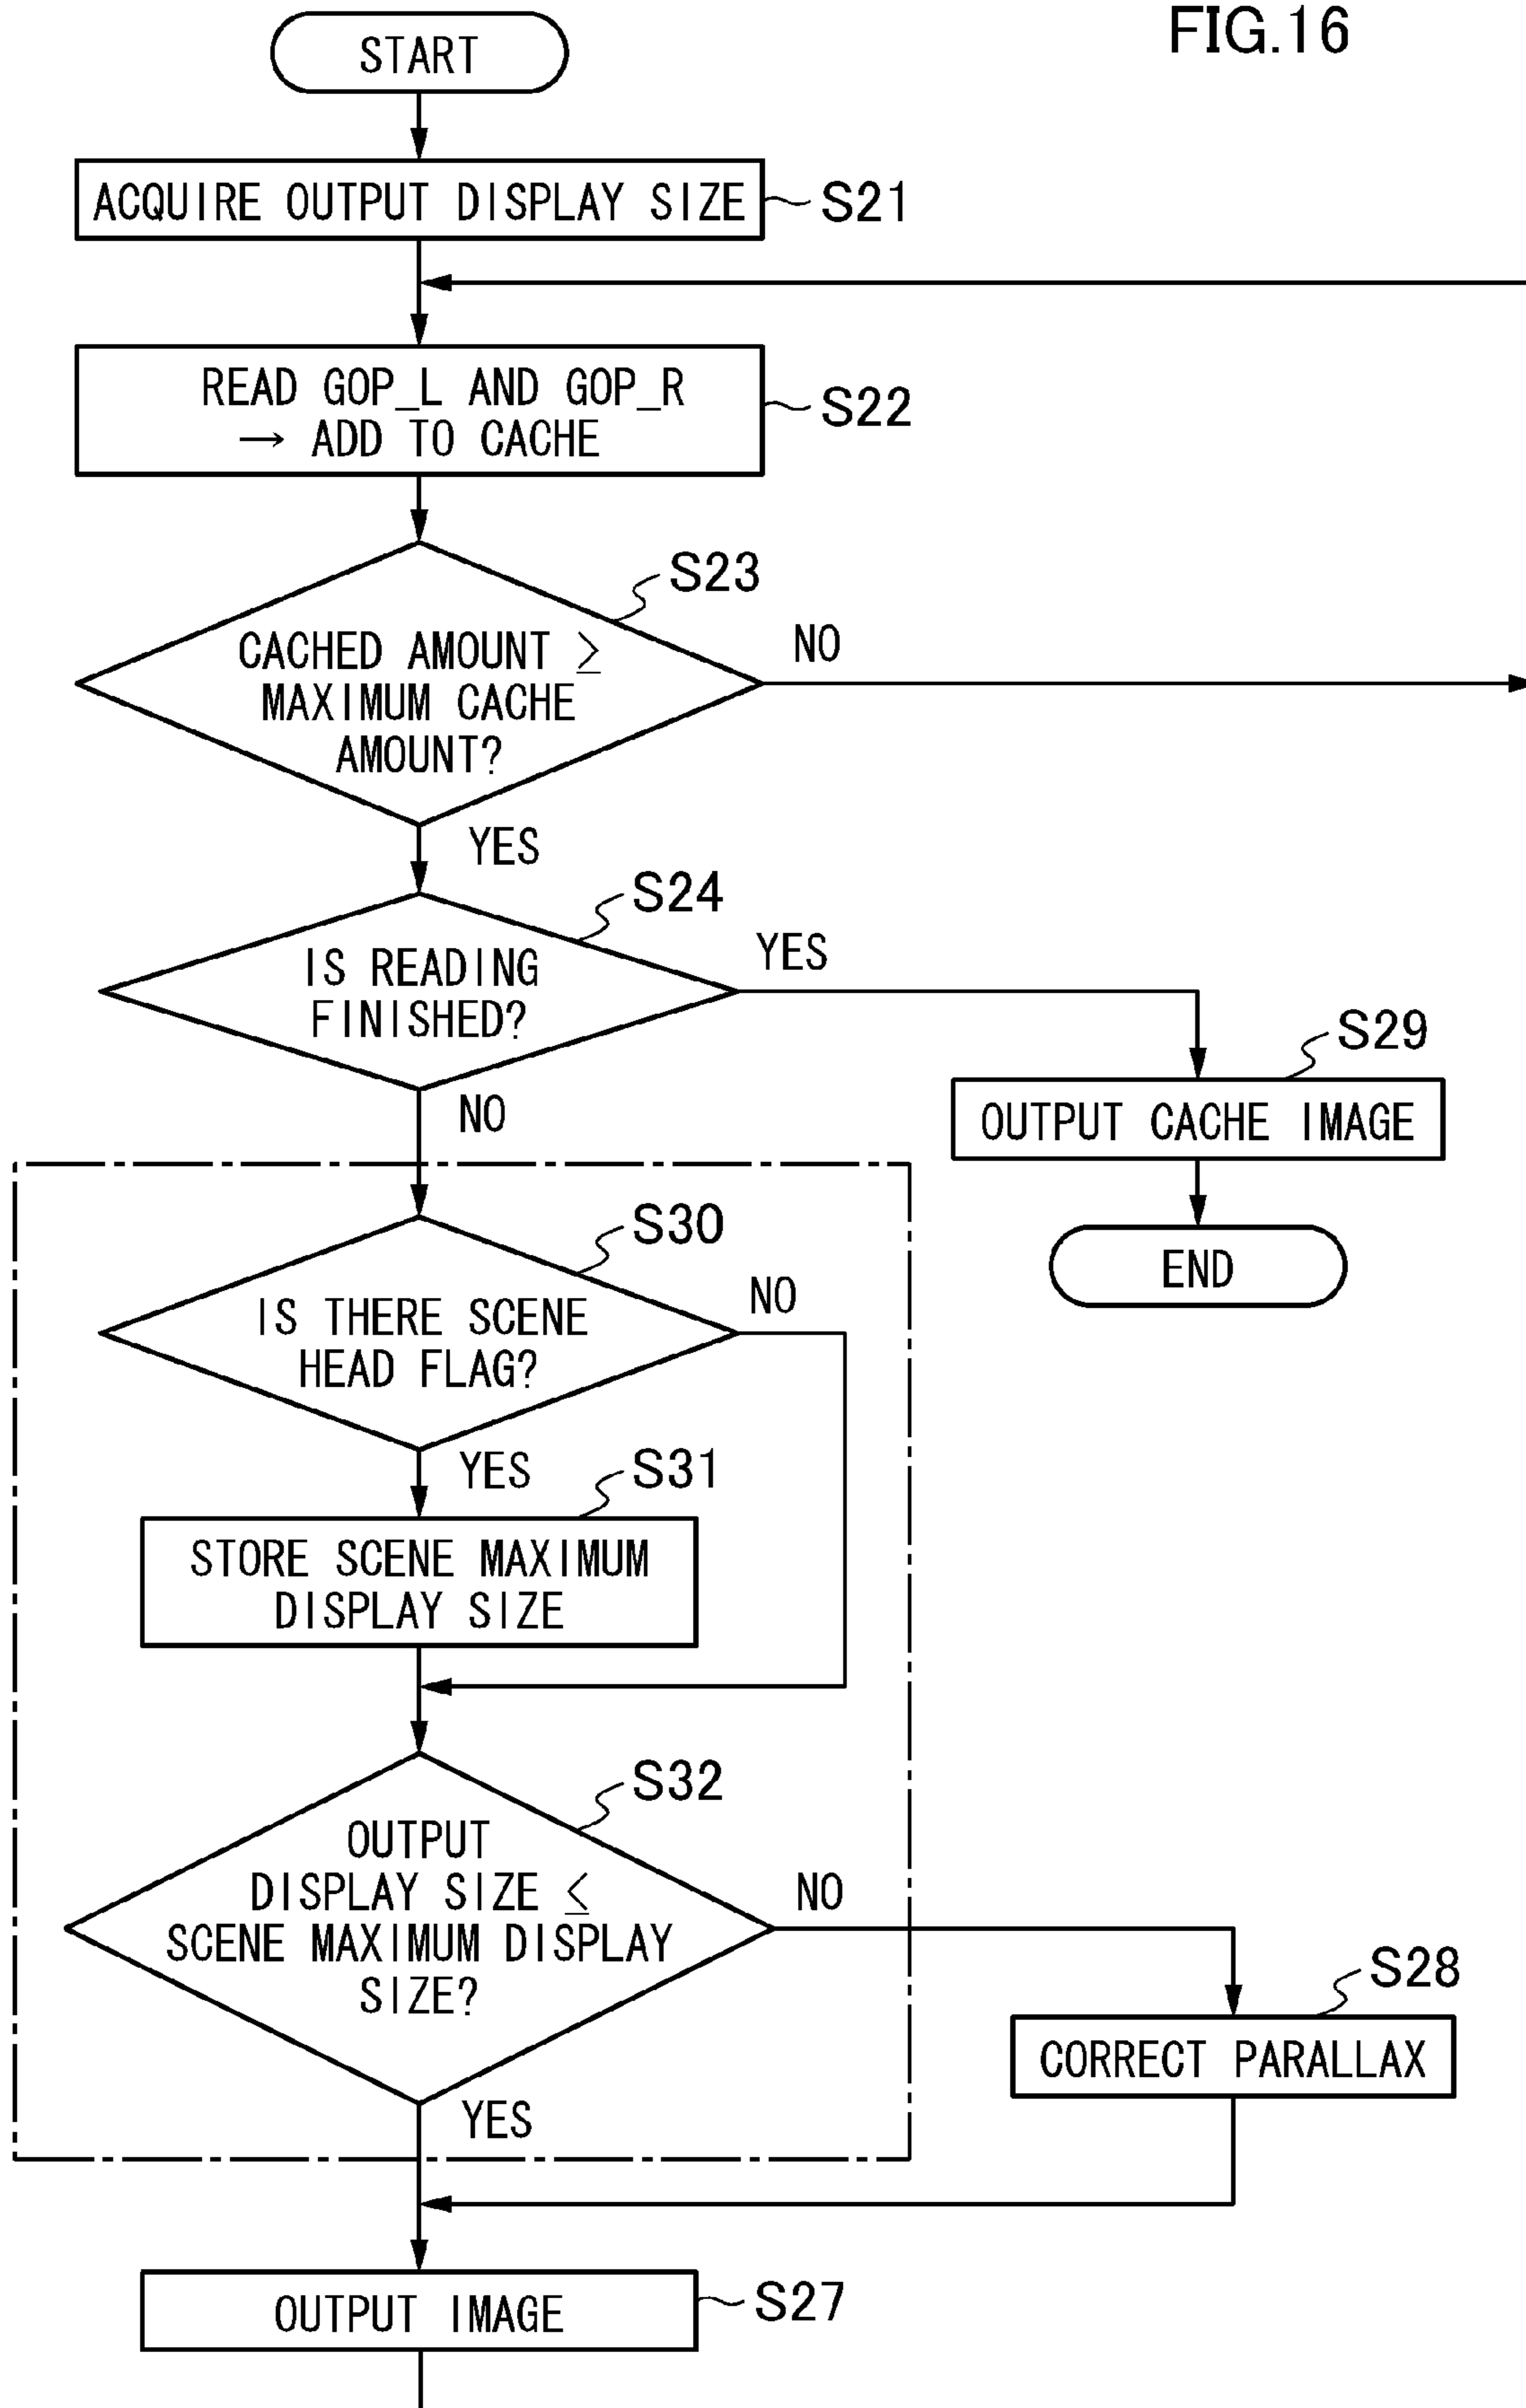 FIG.16
START
ACQUIRE OUTPUT DISPLAY SIZE
S21
READ GOP_L AND GOP_R
→ ADD TO CACHE
S22
S23
CACHED AMOUNT ≥
MAXIMUM CACHE
AMOUNT?
NO
YES
S24
IS READING
FINISHED?
YES
NO
S29
OUTPUT CACHE IMAGE
END
S30
IS THERE SCENE
HEAD FLAG?
NO
YES
S31
STORE SCENE MAXIMUM
DISPLAY SIZE
S32
OUTPUT
DISPLAY SIZE ≤
SCENE MAXIMUM DISPLAY
SIZE?
NO
YES
S28
CORRECT PARALLAX
OUTPUT IMAGE
S27